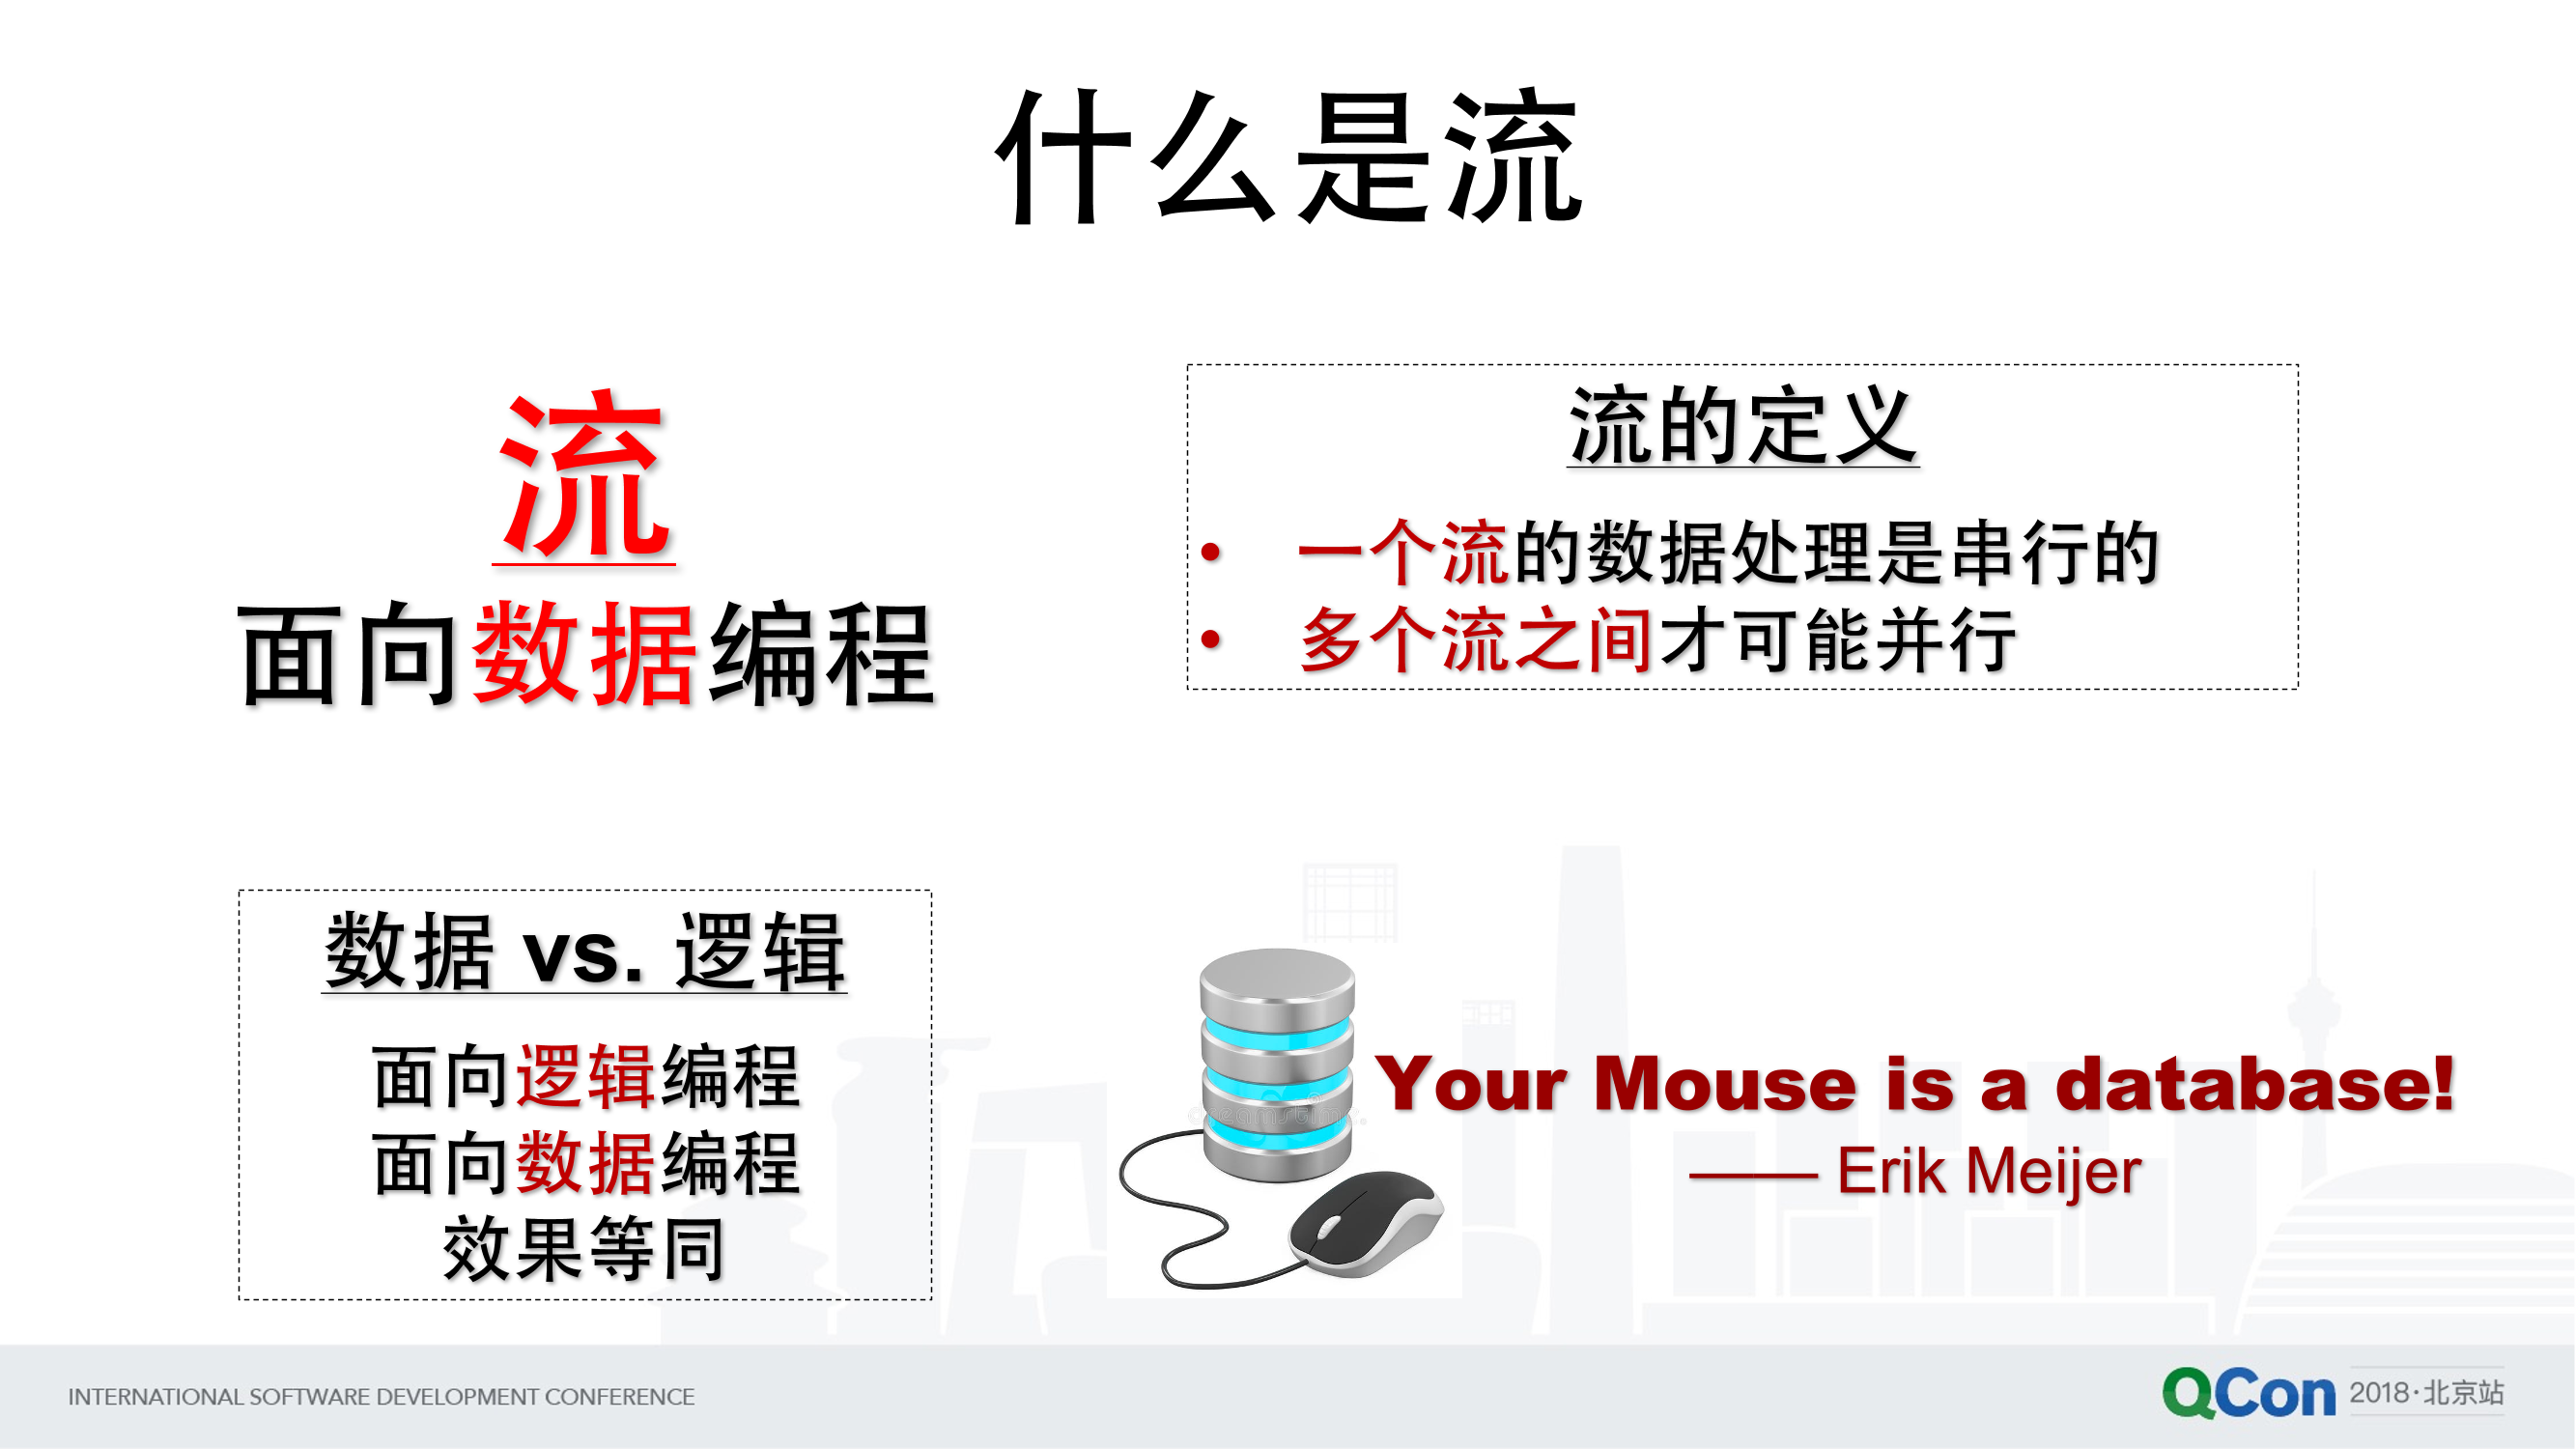 什么是流
流
面向数据编程
流的定义
• 一个流的数据处理是串行的
• 多个流之间才可能并行
数据 vs. 逻辑
面向逻辑编程
面向数据编程
效果等同
Your Mouse is a database!
—— Erik Meijer
INTERNATIONAL SOFTWARE DEVELOPMENT CONFERENCE
QCon 2018·北京站